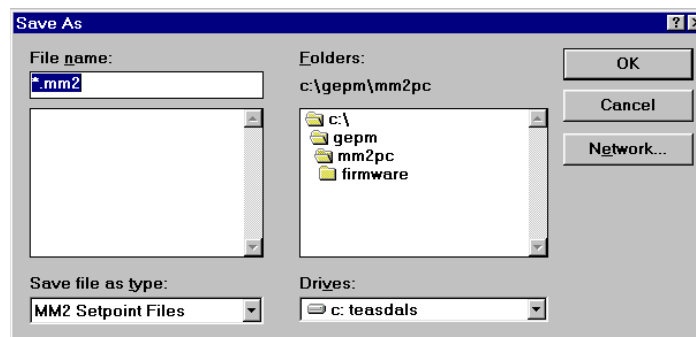 Save As
File name:
*.mm2
Folders:
c:\gepm\mm2pc
c:\
gepm
mm2pc
firmware
OK
Cancel
Network...
Save file as type:
MM2 Setpoint Files
Drives:
c: teasdals